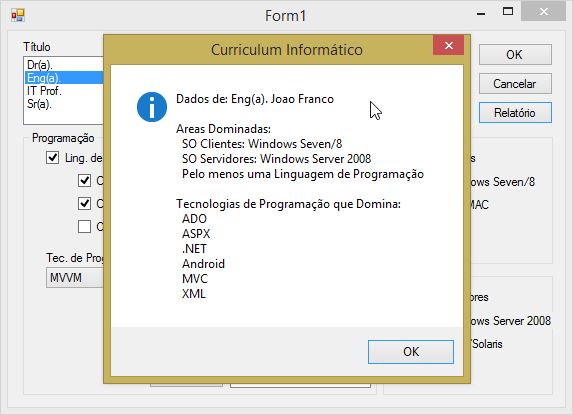 Form1
Título
Dr(a).
Eng(a).
IT Prof.
Sr(a).
OK
Cancelar
Relatório
Programação
Ling. de
Tec. de Prog
MVVM
Windows Seven/8
MAC
Windows Server 2008
/Solaris
Curriculum Informático
Dados de: Eng(a). Joao Franco
Areas Dominadas:
SO Clientes: Windows Seven/8
SO Servidores: Windows Server 2008
Pelo menos uma Linguagem de Programação
Tecnologias de Programação que Domina:
ADO
ASPX
.NET
Android
MVC
XML
OK